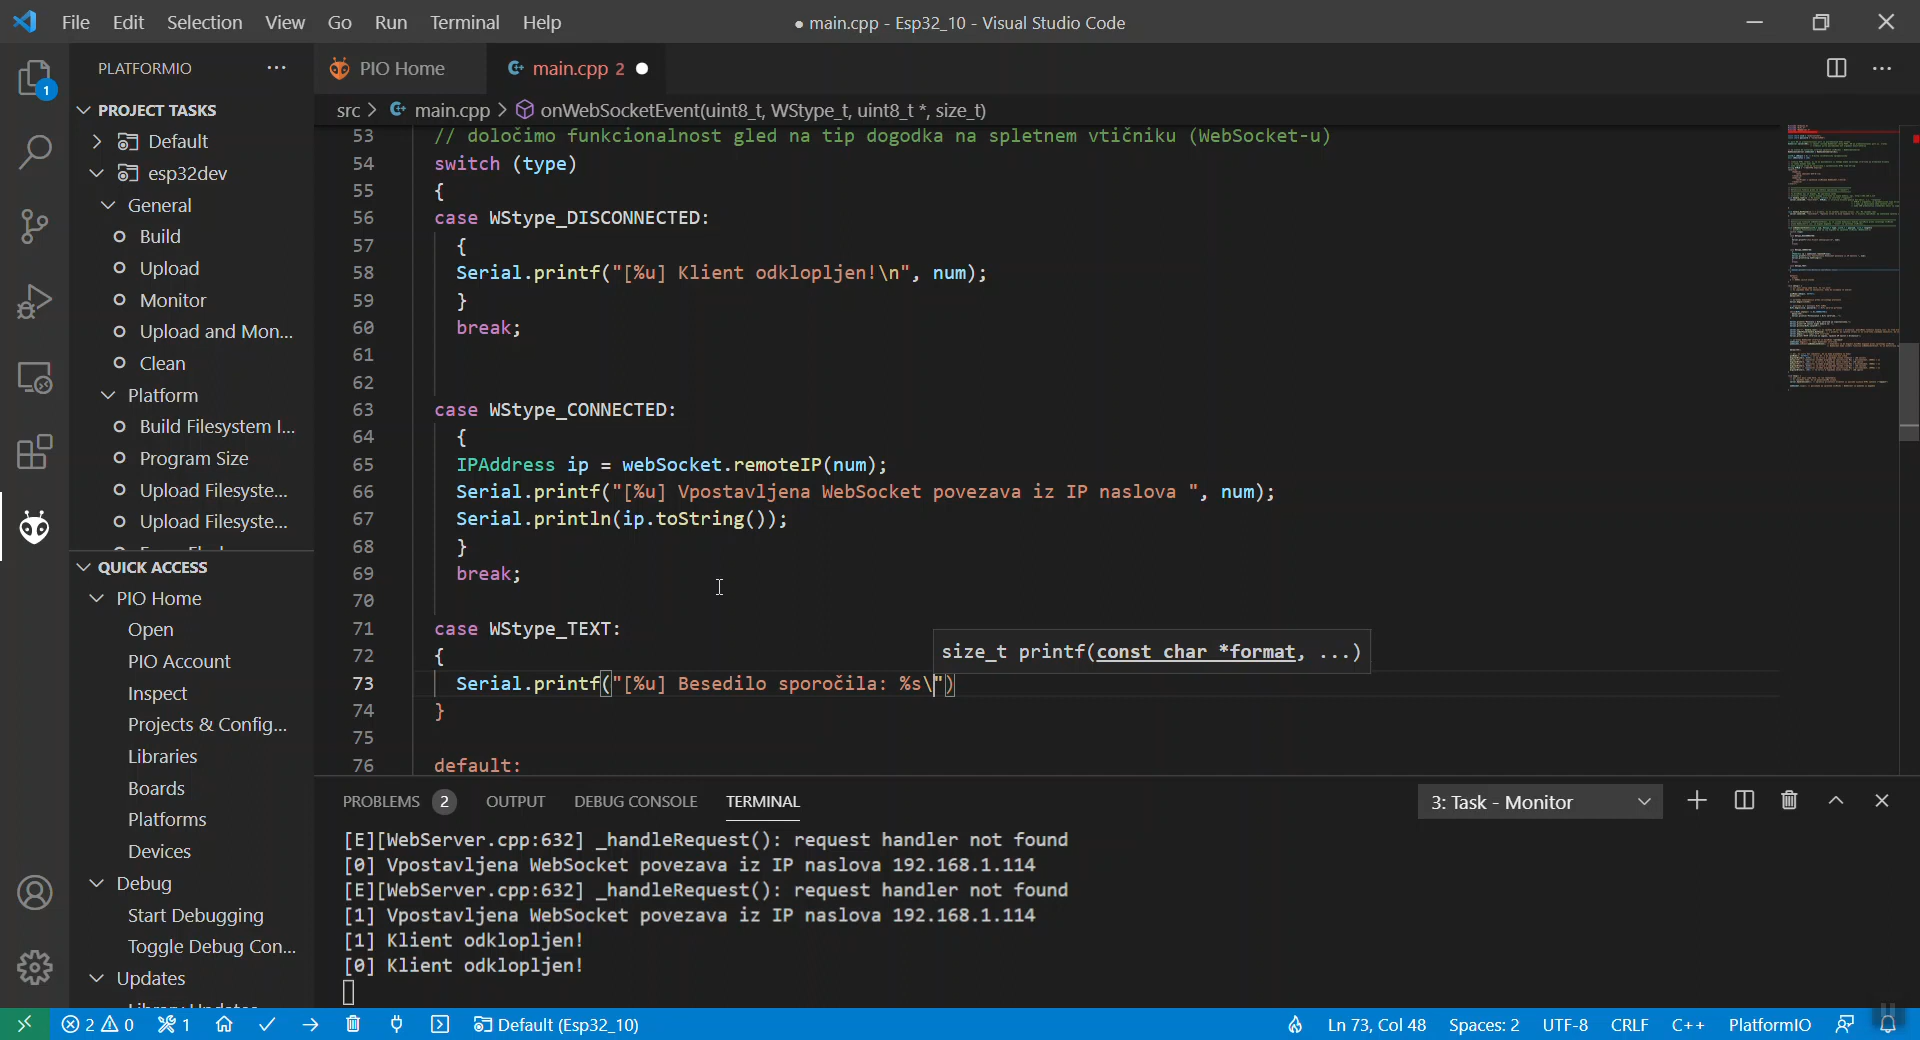 File Edit Selection View Go Run Terminal Help
● main.cpp - Esp32_10 - Visual Studio Code
PLATFORMIO
PIO Home
main.cpp 2
PROJECT TASKS
src > main.cpp > onWebSocketEvent(uint8_t, WStype_t, uint8_t *, size_t)
Default
esp32dev
General
Build
Upload
Monitor
Upload and Mon...
Clean
Platform
Build Filesystem I...
Program Size
Upload Filesyste...
Upload Filesyste...
QUICK ACCESS
PIO Home
Open
PIO Account
Inspect
Projects & Config...
Libraries
Boards
Platforms
Devices
Debug
Start Debugging
Toggle Debug Con...
Updates
1
53 // določimo funkcionalnost gled na tip dogodka na spletnem vtičniku (WebSocket-u)
54 switch (type)
55 {
56 case WStype_DISCONNECTED:
57 {
58 Serial.printf("[%u] Klient odklopljen!\n", num);
59 }
60 break;
61
62
63 case WStype_CONNECTED:
64 {
65 IPAddress ip = webSocket.remoteIP(num);
66 Serial.printf("[%u] Vpostavljena WebSocket povezava iz IP naslova ", num);
67 Serial.println(ip.toString());
68 }
69 break;
70
71 case WStype_TEXT:
72 {
size_t printf(const char *format, ...)
73 Serial.printf("[%u] Besedilo sporočila: %s\")
74 }
75
76 default:
PROBLEMS 2 OUTPUT DEBUG CONSOLE TERMINAL
3: Task - Monitor
[E][WebServer.cpp:632] _handleRequest(): request handler not found
[0] Vpostavljena WebSocket povezava iz IP naslova 192.168.1.114
[E][WebServer.cpp:632] _handleRequest(): request handler not found
[1] Vpostavljena WebSocket povezava iz IP naslova 192.168.1.114
[1] Klient odklopljen!
[0] Klient odklopljen!
2 0 1 Default (Esp32_10)
Ln 73, Col 48 Spaces: 2 UTF-8 CRLF C++ PlatformIO